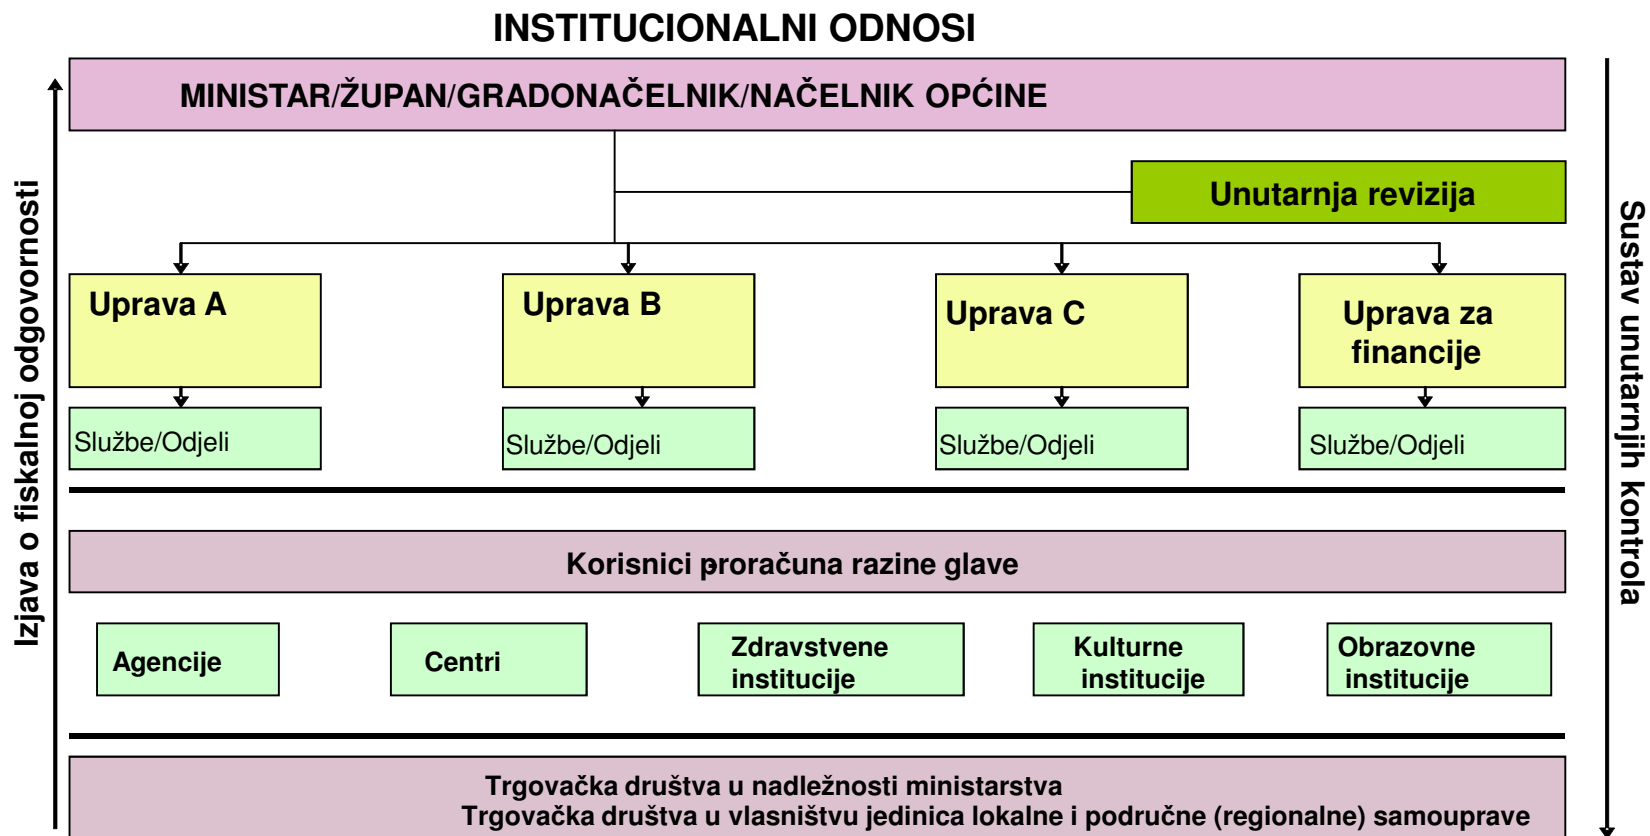 INSTITUCIONALNI ODNOSI
MINISTAR/ŽUPAN/GRADONAČELNIK/NAČELNIK OPĆINE
Izjava o fiskalnoj odgovornosti
Unutarnja revizija
Sustav unutarnjih kontrola
Uprava A
Uprava B
Uprava C
Uprava za
financije
Službe/Odjeli
Službe/Odjeli
Službe/Odjeli
Službe/Odjeli
Korisnici proračuna razine glave
Agencije
Centri
Zdravstvene
institucije
Kulturne
institucije
Obrazovne
institucije
Trgovačka društva u nadležnosti ministarstva
Trgovačka društva u vlasništvu jedinica lokalne i područne (regionalne) samouprave